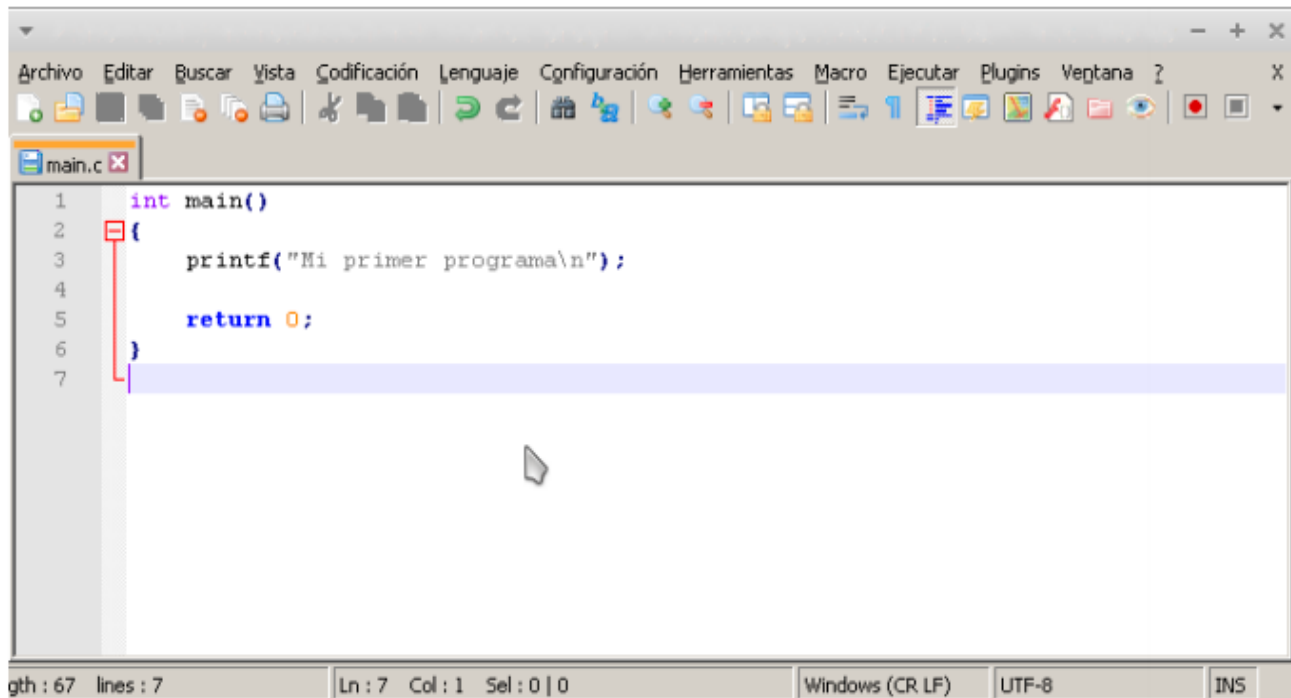 Archivo Editar Buscar Vista Codificación Lenguaje Configuración Herramientas Macro Ejecutar Plugins Ventana ? X
main.c
1 int main()
2 {
3 printf("Mi primer programa\n");
4
5 return 0;
6 }
7
gth : 67 lines : 7 Ln : 7 Col : 1 Sel : 0 | 0 Windows (CR LF) UTF-8 INS